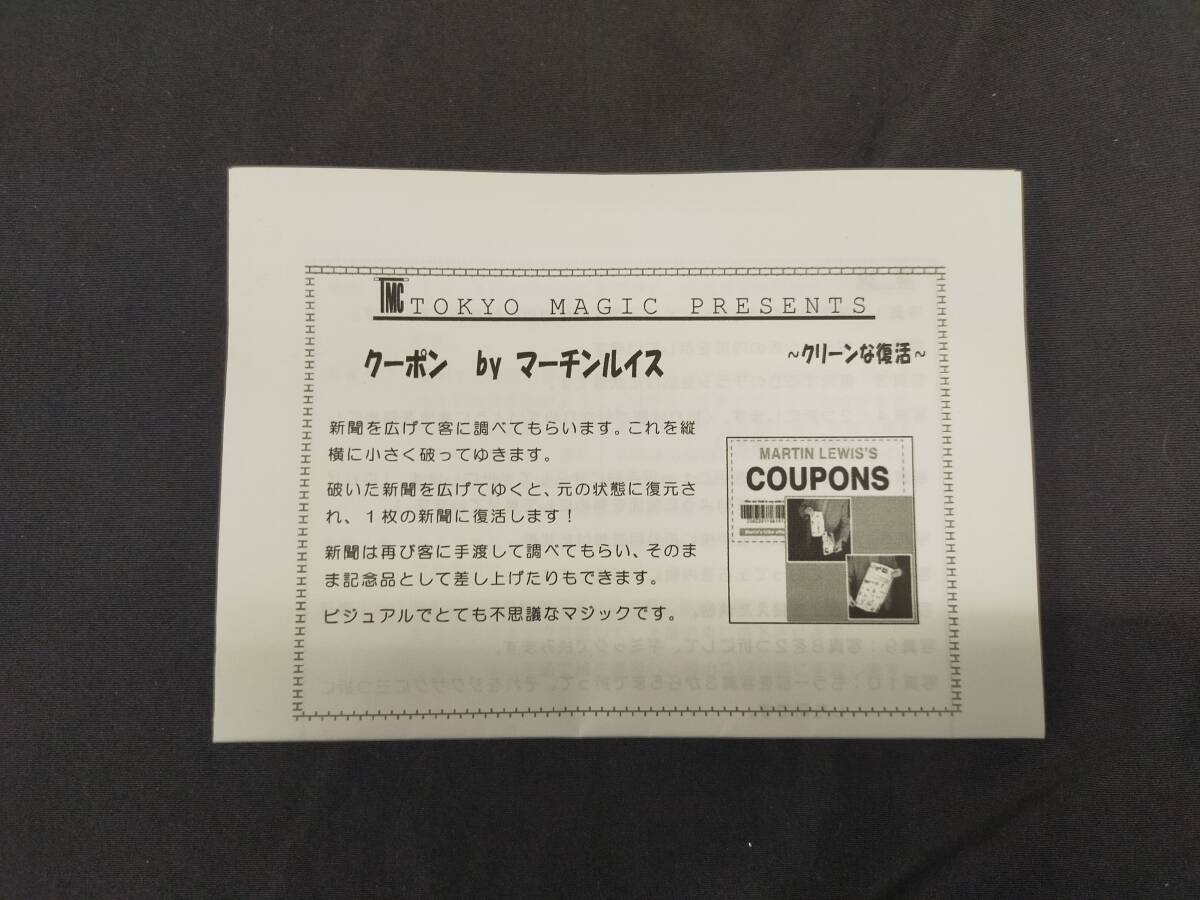 TMC TOKYO MAGIC PRESENTS
クーポン by マーチンルイス ~クリーンな復活~
新聞を広げて客に調べてもらいます。これを縦
横に小さく破ってゆきます。
破いた新聞を広げてゆくと、元の状態に復元さ
れ、1枚の新聞に復活します!
新聞は再び客に手渡して調べてもらい、そのま
ま記念品として差し上げたりもできます。
ビジュアルでとても不思議なマジックです。
MARTIN LEWIS'S
COUPONS